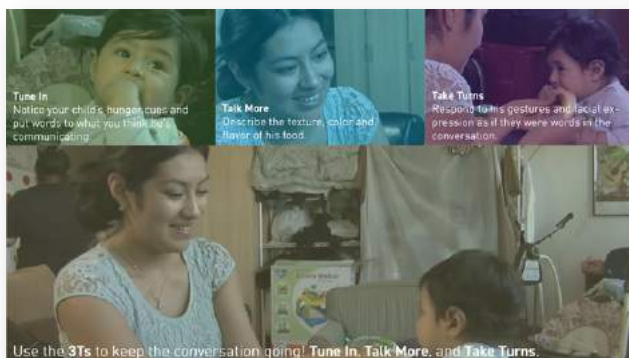 Tune In
Notice your child's hunger cues and
put words to what you think he's
communicating.
Talk More
Describe the texture, color and
flavor of his food.
Take Turns
Respond to his gestures and facial ex-
pression as if they were words in the
conversation.
Use the 3Ts to keep the conversation going! Tune In, Talk More, and Take Turns.